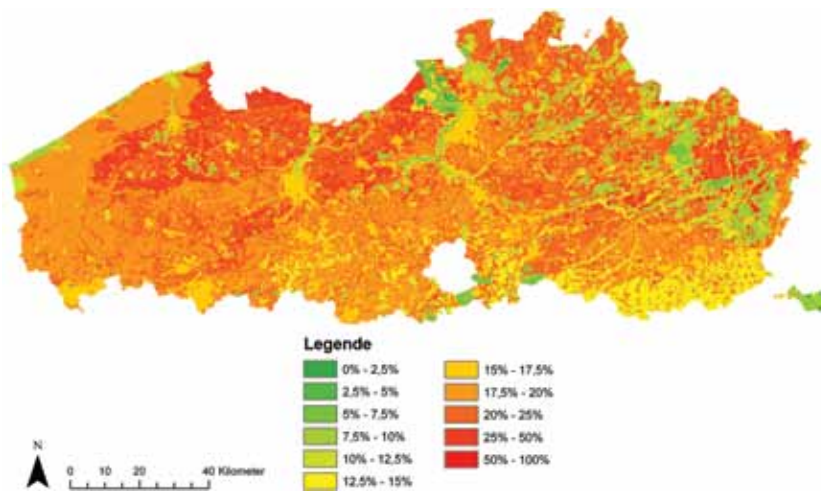 Legende
0% - 2,5%
2,5% - 5%
5% - 7,5%
7,5% - 10%
10% - 12,5%
12,5% - 15%
15% - 17,5%
17,5% - 20%
20% - 25%
25% - 50%
50% - 100%
N
0 10 20 40 Kilometer